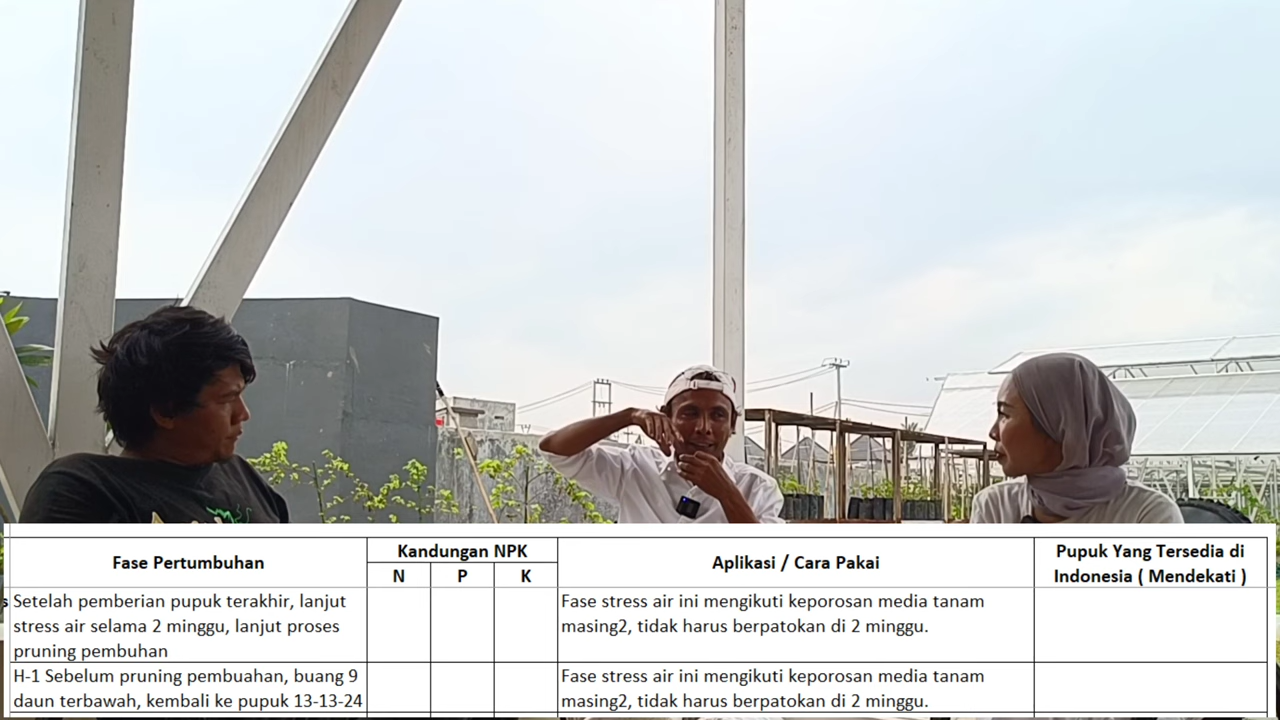 Fase Pertumbuhan
Kandungan NPK
N P K
Aplikasi / Cara Pakai
Pupuk Yang Tersedia di
Indonesia ( Mendekati )
Setelah pemberian pupuk terakhir, lanjut
stress air selama 2 minggu, lanjut proses
pruning pembuhan
Fase stress air ini mengikuti keporosan media tanam
masing2, tidak harus berpatokan di 2 minggu.
H-1 Sebelum pruning pembuahan, buang 9
daun terbawah, kembali ke pupuk 13-13-24
Fase stress air ini mengikuti keporosan media tanam
masing2, tidak harus berpatokan di 2 minggu.